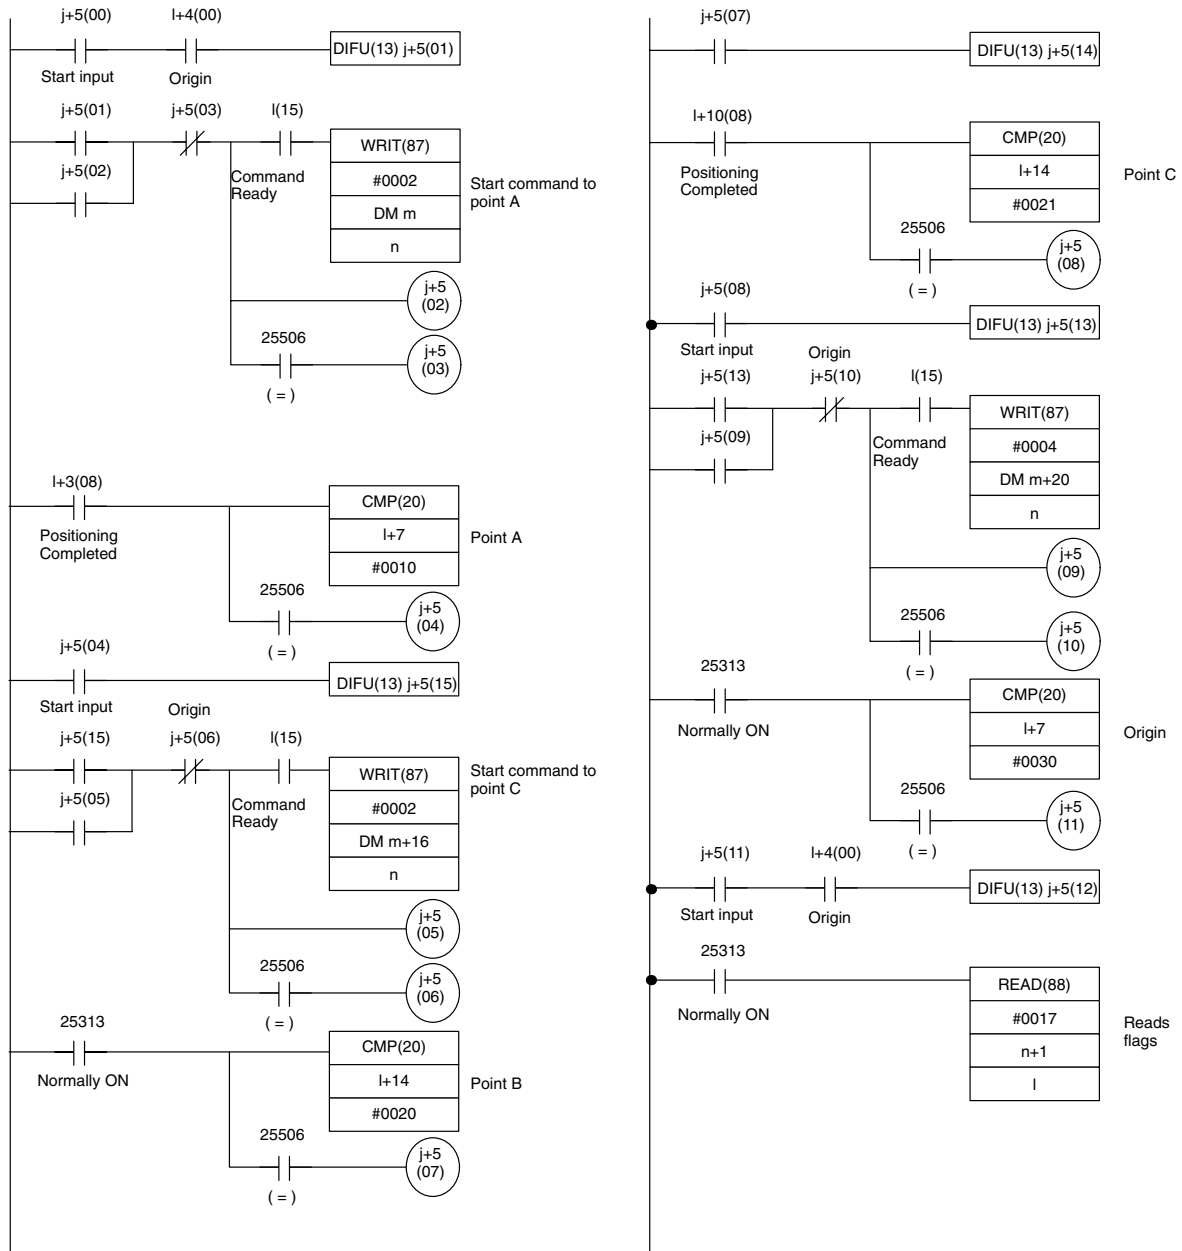 j+5(00) l+4(00)
DIFU(13) j+5(01)
Start input Origin
j+5(01) j+5(03) l(15)
WRIT(87)
j+5(02)
Command
Ready
#0002
DM m
n
Start command to
point A
j+5
(02)
25506
j+5
(03)
( = )
l+3(08)
CMP(20)
Positioning
Completed
l+7
#0010
Point A
25506
j+5
(04)
( = )
j+5(04)
DIFU(13) j+5(15)
Start input Origin
j+5(15) j+5(06) l(15)
WRIT(87)
Start command to
point C
j+5(05)
Command
Ready
#0002
DM m+16
n
j+5
(05)
25506
j+5
(06)
( = )
25313
CMP(20)
Normally ON
l+14
#0020
Point B
25506
j+5
(07)
( = )
j+5(07)
DIFU(13) j+5(14)
l+10(08)
CMP(20)
Positioning
Completed
l+14
#0021
Point C
25506
j+5
(08)
( = )
j+5(08)
DIFU(13) j+5(13)
Start input Origin
j+5(13) j+5(10) l(15)
WRIT(87)
j+5(09)
Command
Ready
#0004
DM m+20
n
j+5
(09)
25506
j+5
(10)
( = )
25313
CMP(20)
Normally ON
l+7
#0030
Origin
25506
j+5
(11)
( = )
j+5(11) l+4(00)
DIFU(13) j+5(12)
Start input Origin
25313
READ(88)
Normally ON
#0017
n+1
l
Reads
flags